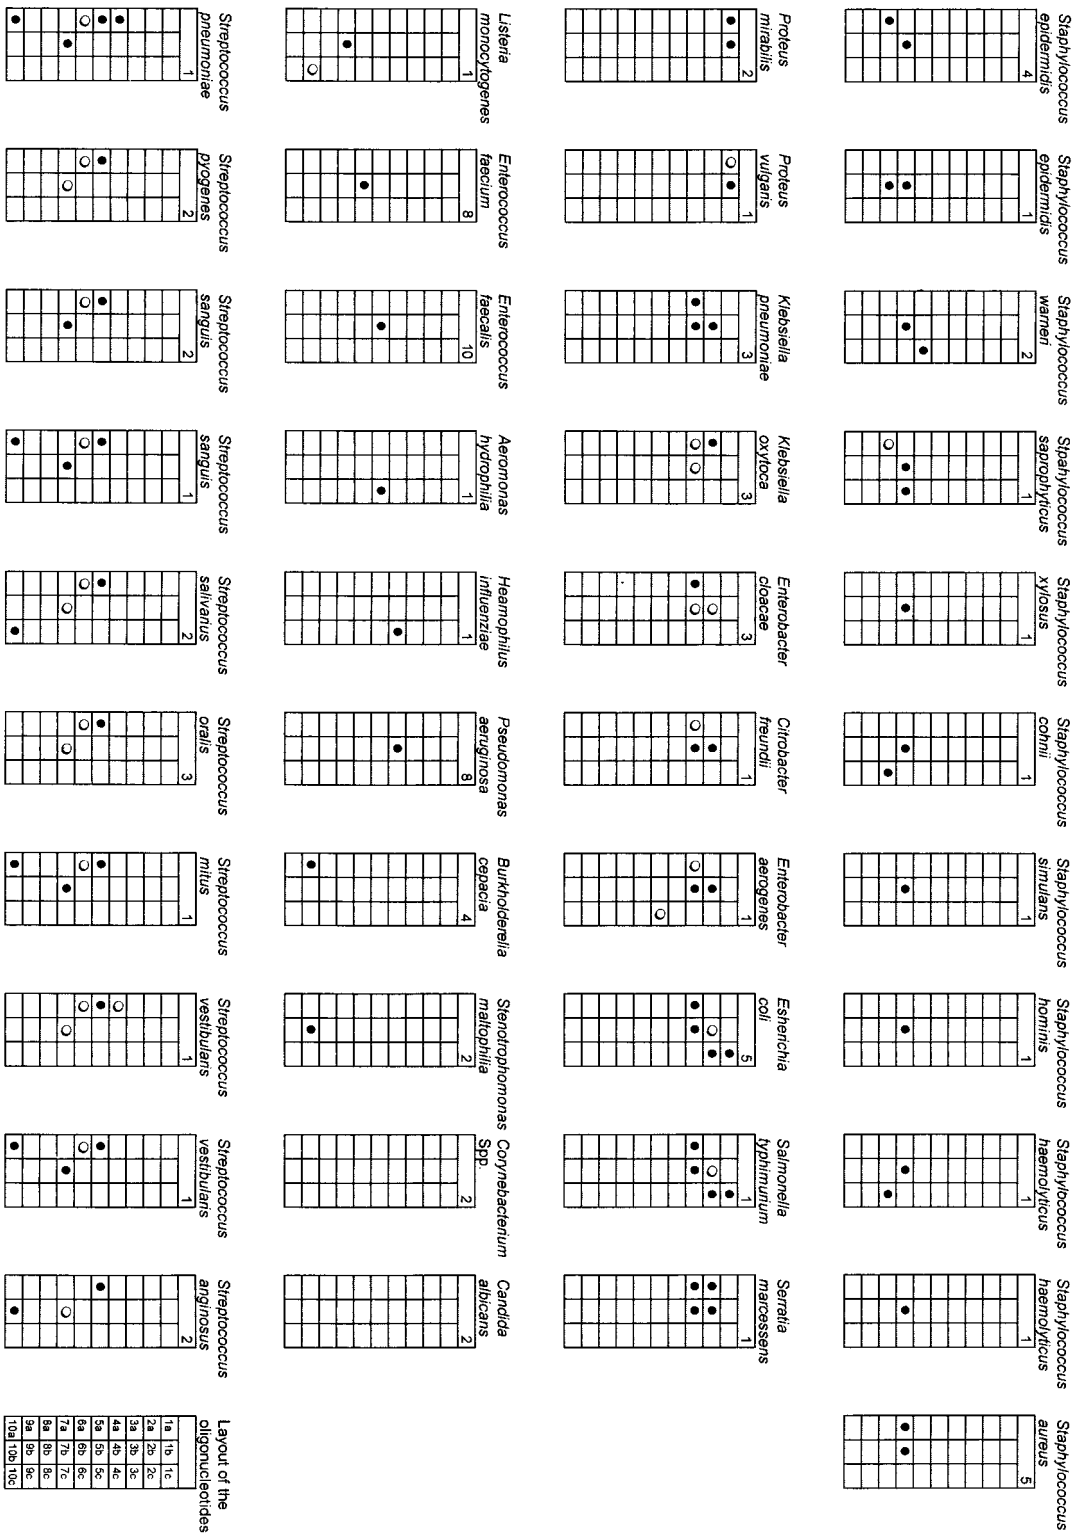 Staphylococcus
epidermidis
4
Staphylococcus
epidermidis
1
Staphylococcus
warneri
2
Stpahylococcus
saprophyticus
1
Staphylococcus
xylosus
1
Staphylococcus
cohnii
1
Staphylococcus
simulans
1
Staphylococcus
hominis
1
Staphylococcus
haemolyticus
1
Staphylococcus
haemolyticus
1
Staphylococcus
aureus
5
Proteus
mirabilis
2
Proteus
vulgaris
1
Klebsiella
pneumoniae
3
Klebsiella
oxytoca
3
Enterobacter
cloacae
3
Citrobacter
freundii
1
Enterobacter
aerogenes
1
Esherichia
coli
5
Salmonella
typhimurium
1
Serratia
marcessens
1
Listeria
monocytogenes
1
Enterococcus
faecium
8
Enterococcus
faecalis
10
Aeromonas
hydrophilia
1
Heamophilus
influenziae
1
Pseudomonas
aeruginosa
8
Burkholderelia
cepacia
4
Stenotrophomonas
maltophilia
2
Corynebacterium
Spp.
2
Candida
albicans
2
Streptococcus
pneumoniae
1
Streptococcus
pyogenes
2
Streptococcus
sanguis
2
Streptococcus
sanguis
1
Streptococcus
salivarius
2
Streptococcus
oralis
3
Streptococcus
mitus
1
Streptococcus
vestibularis
1
Streptococcus
vestibularis
1
Streptococcus
anginosus
2
Layout of the
oligonucleotides
1a 1b 1c
2a 2b 2c
3a 3b 3c
4a 4b 4c
5a 5b 5c
6a 6b 6c
7a 7b 7c
8a 8b 8c
9a 9b 9c
10a 10b 10c